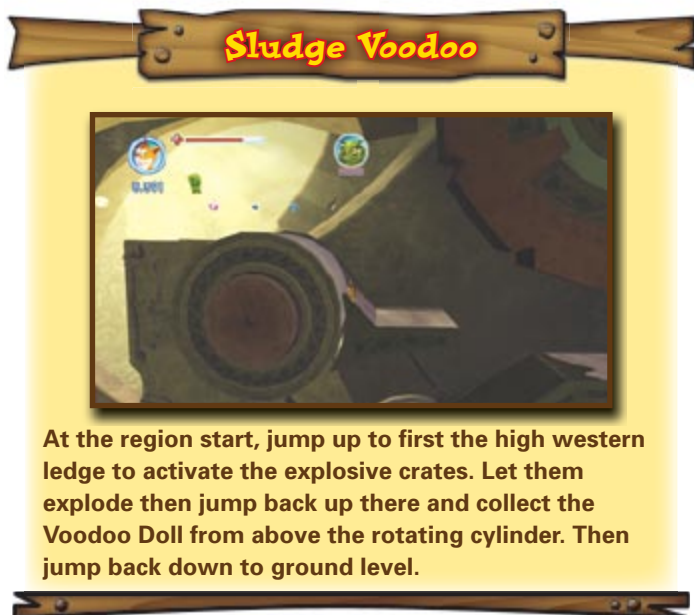 Sludge Voodoo
At the region start, jump up to first the high western
ledge to activate the explosive crates. Let them
explode then jump back up there and collect the
Voodoo Doll from above the rotating cylinder. Then
jump back down to ground level.